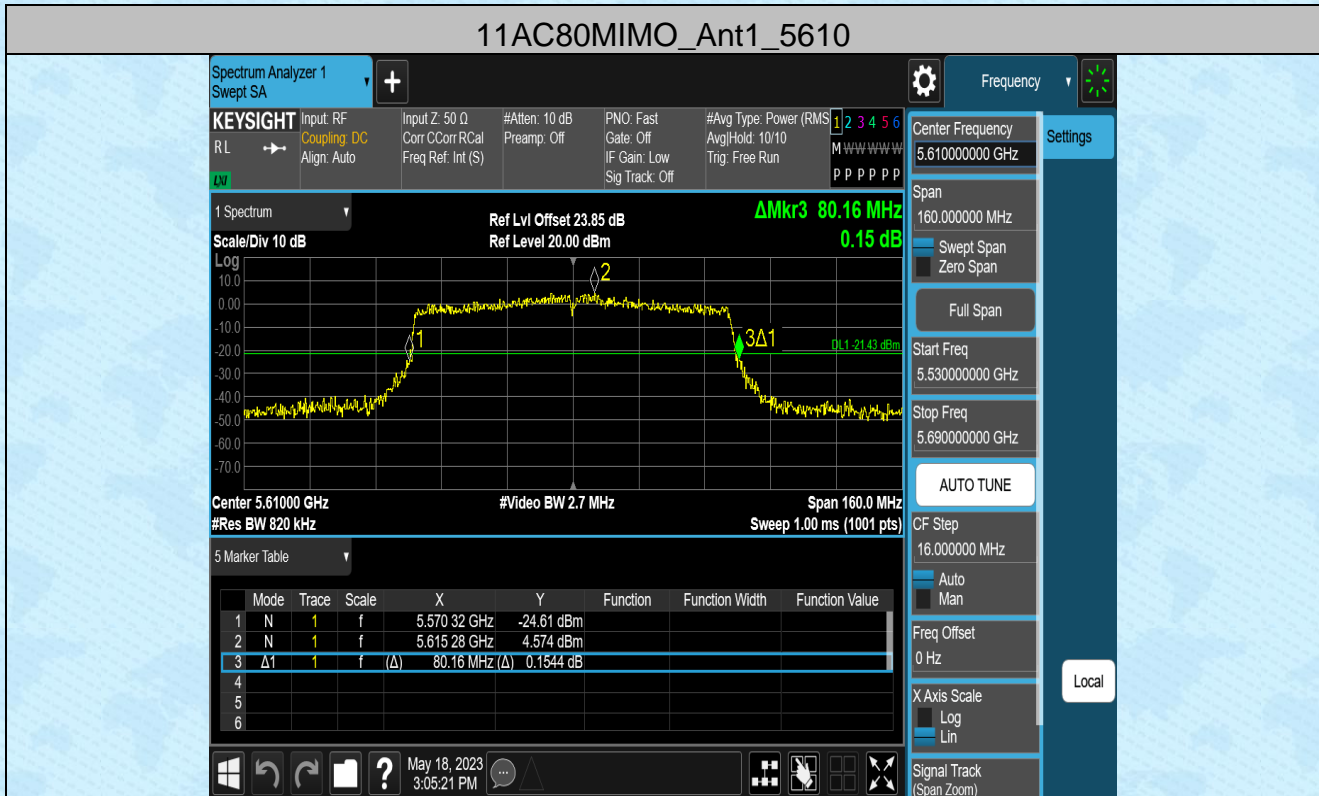 11AC80MIMO_Ant1_5610
Spectrum Analyzer 1
Swept SA
+
Frequency
KEYSIGHT
RL
LXI
Input: RF
Coupling: DC
Align: Auto
Input Z: 50 Ω
Corr CCorr RCal
Freq Ref: Int (S)
#Atten: 10 dB
Preamp: Off
PNO: Fast
Gate: Off
IF Gain: Low
Sig Track: Off
#Avg Type: Power (RMS
Avg|Hold: 10/10
Trig: Free Run
1 2 3 4 5 6
M W W W W W
P P P P P P
Center Frequency
5.610000000 GHz
Settings
Span
160.000000 MHz
Swept Span
Zero Span
Full Span
Start Freq
5.530000000 GHz
Stop Freq
5.690000000 GHz
AUTO TUNE
CF Step
16.000000 MHz
Auto
Man
Freq Offset
0 Hz
X Axis Scale
Log
Lin
Signal Track
(Span Zoom)
Local
1 Spectrum
Scale/Div 10 dB
Ref Lvl Offset 23.85 dB
Ref Level 20.00 dBm
ΔMkr3 80.16 MHz
0.15 dB
Log
10.0
0.00
-10.0
-20.0
-30.0
-40.0
-50.0
-60.0
-70.0
1
2
3Δ1
DL1 -21.43 dBm
Center 5.61000 GHz
#Video BW 2.7 MHz
Span 160.0 MHz
#Res BW 820 kHz
Sweep 1.00 ms (1001 pts)
5 Marker Table
Mode Trace Scale X Y Function Function Width Function Value
1 N 1 f 5.570 32 GHz -24.61 dBm
2 N 1 f 5.615 28 GHz 4.574 dBm
3 Δ1 1 f (Δ) 80.16 MHz (Δ) 0.1544 dB
4
5
6
?
May 18, 2023
3:05:21 PM